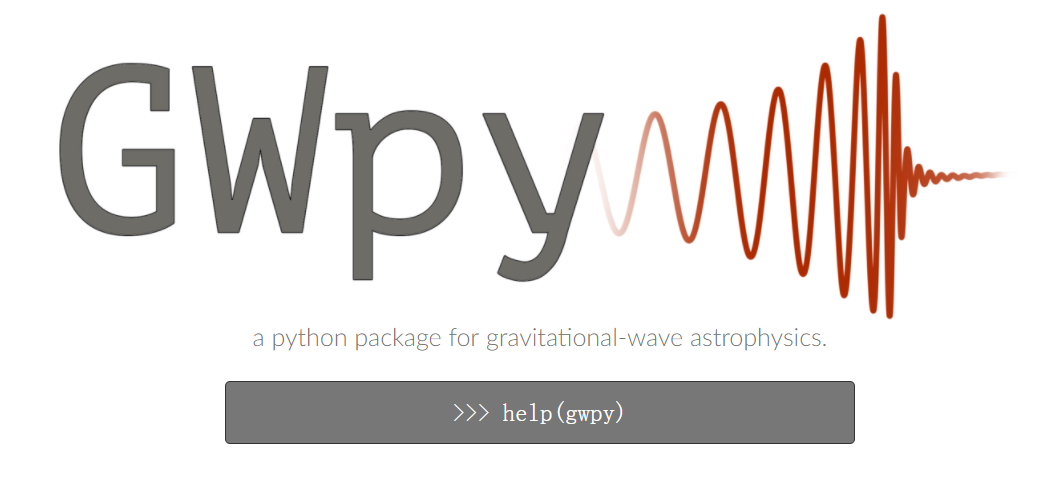 GWpy
a python package for gravitational-wave astrophysics.
>>> help(gwpy)